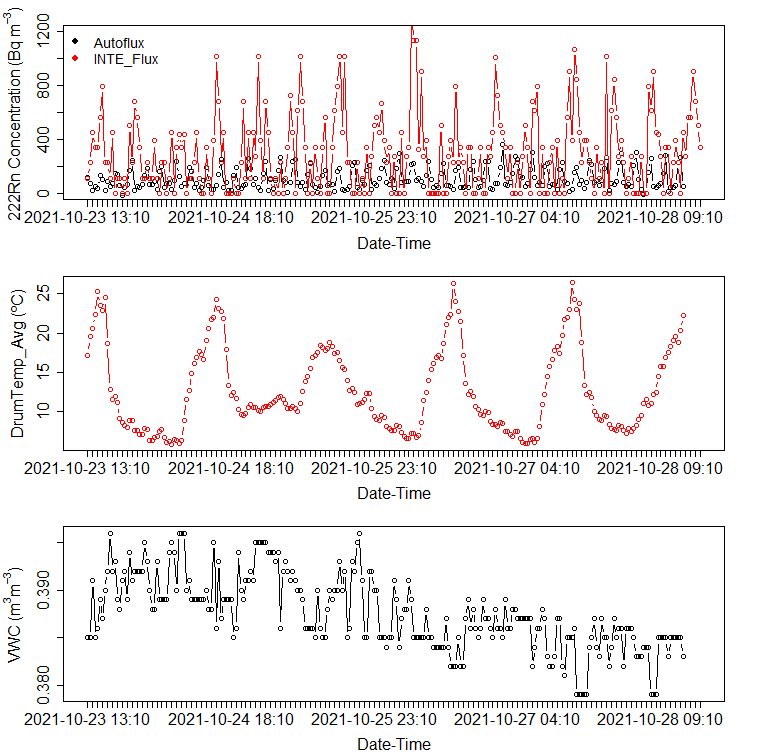 222Rn Concentration (Bq m⁻³)
1200
800
400
0
Autoflux
INTE_Flux
2021-10-23 13:10 2021-10-24 18:10 2021-10-25 23:10 2021-10-27 04:10 2021-10-28 09:10
Date-Time
DrumTemp_Avg (ºC)
25
20
15
10
2021-10-23 13:10 2021-10-24 18:10 2021-10-25 23:10 2021-10-27 04:10 2021-10-28 09:10
Date-Time
VWC (m³m⁻³)
0.390
0.380
2021-10-23 13:10 2021-10-24 18:10 2021-10-25 23:10 2021-10-27 04:10 2021-10-28 09:10
Date-Time